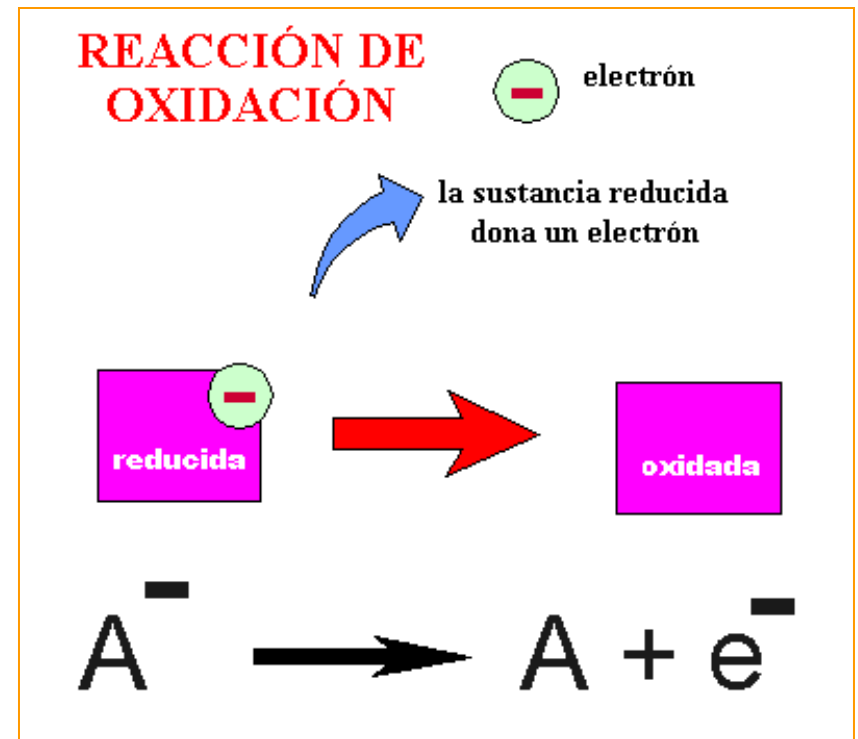 REACCIÓN DE
OXIDACIÓN
electrón
la sustancia reducida
dona un electrón
reducida
oxidada
A⁻ → A + e⁻